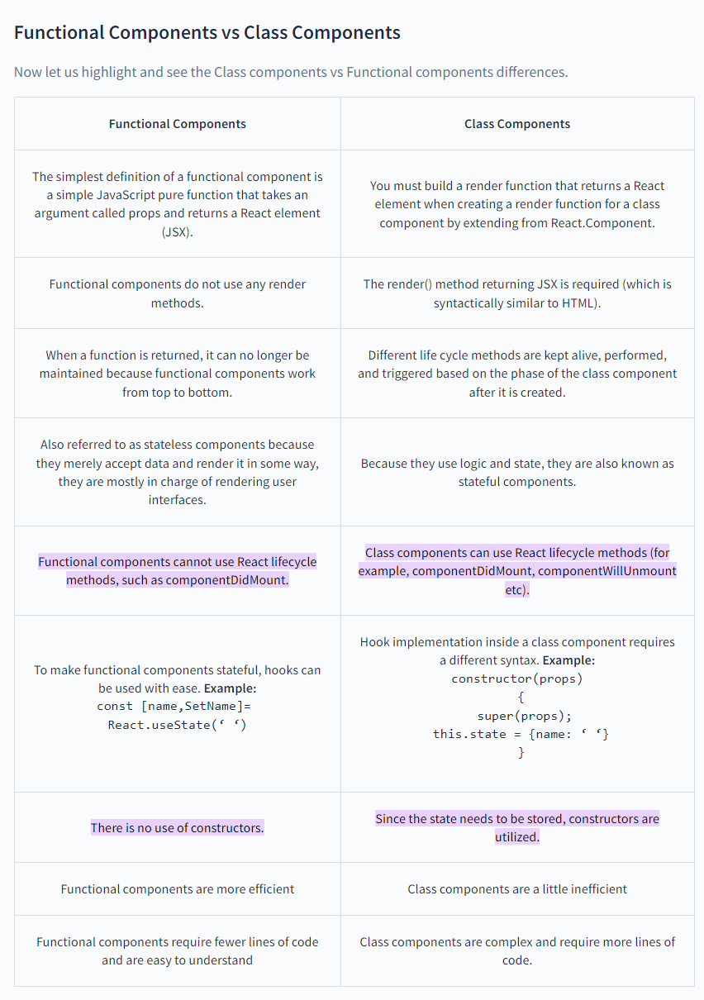 Functional Components vs Class Components
Now let us highlight and see the Class components vs Functional components differences.
Functional Components
Class Components
The simplest definition of a functional component is
a simple JavaScript pure function that takes an
argument called props and returns a React element
(JSX).
You must build a render function that returns a React
element when creating a render function for a class
component by extending from React.Component.
Functional components do not use any render
methods.
The render() method returning JSX is required (which is
syntactically similar to HTML).
When a function is returned, it can no longer be
maintained because functional components work
from top to bottom.
Different life cycle methods are kept alive, performed,
and triggered based on the phase of the class component
after it is created.
Also referred to as stateless components because
they merely accept data and render it in some way,
they are mostly in charge of rendering user
interfaces.
Because they use logic and state, they are also known as
stateful components.
Functional components cannot use React lifecycle
methods, such as componentDidMount.
Class components can use React lifecycle methods (for
example, componentDidMount, componentWillUnmount
etc).
To make functional components stateful, hooks can
be used with ease. Example:
const [name,SetName]=
React.useState(‘ ‘)
Hook implementation inside a class component requires
a different syntax. Example:
constructor(props)
{
super(props);
this.state = {name: ‘ ‘}
}
There is no use of constructors.
Since the state needs to be stored, constructors are
utilized.
Functional components are more efficient
Class components are a little inefficient
Functional components require fewer lines of code
and are easy to understand
Class components are complex and require more lines of
code.